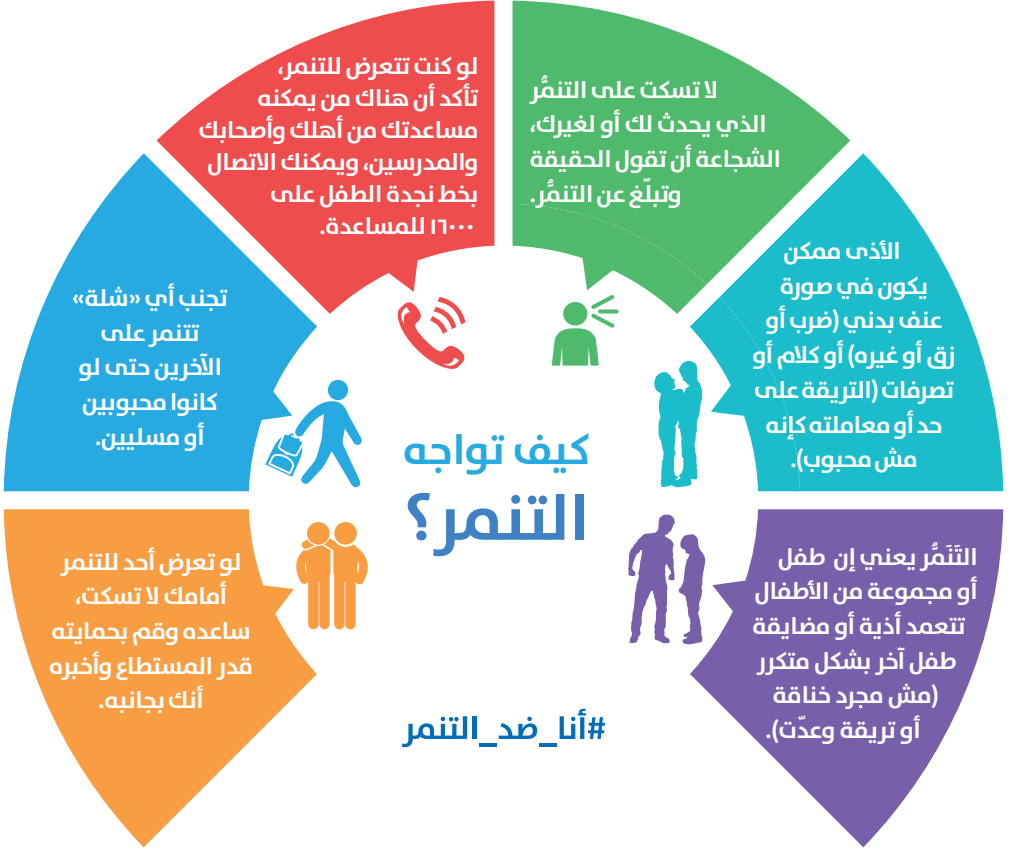 كيف تواجه
التنمر؟
التَنَمُّر يعني إن طفل
أو مجموعة من الأطفال
تتعمد أذية أو مضايقة
طفل آخر بشكل متكرر
(مش مجرد خناقة
أو تريقة وعدّت).
الأذى ممكن
يكون في صورة
عنف بدني (ضرب أو
زق أو غيره) أو كلام أو
تصرفات (التريقة على
حد أو معاملته كإنه
مش محبوب).
لا تسكت على التنمُّر
الذي يحدث لك أو لغيرك،
الشجاعة أن تقول الحقيقة
وتبلّغ عن التنمُّر.
لو كنت تتعرض للتنمر،
تأكد أن هناك من يمكنه
مساعدتك من أهلك وأصحابك
والمدرسين، ويمكنك الاتصال
بخط نجدة الطفل على
١٦٠٠٠ للمساعدة.
تجنب أي «شلة»
تتنمر على
الآخرين حتى لو
كانوا محبوبين
أو مسليين.
لو تعرض أحد للتنمر
أمامك لا تسكت،
ساعده وقم بحمايته
قدر المستطاع وأخبره
أنك بجانبه.
#أنا_ضد_التنمر